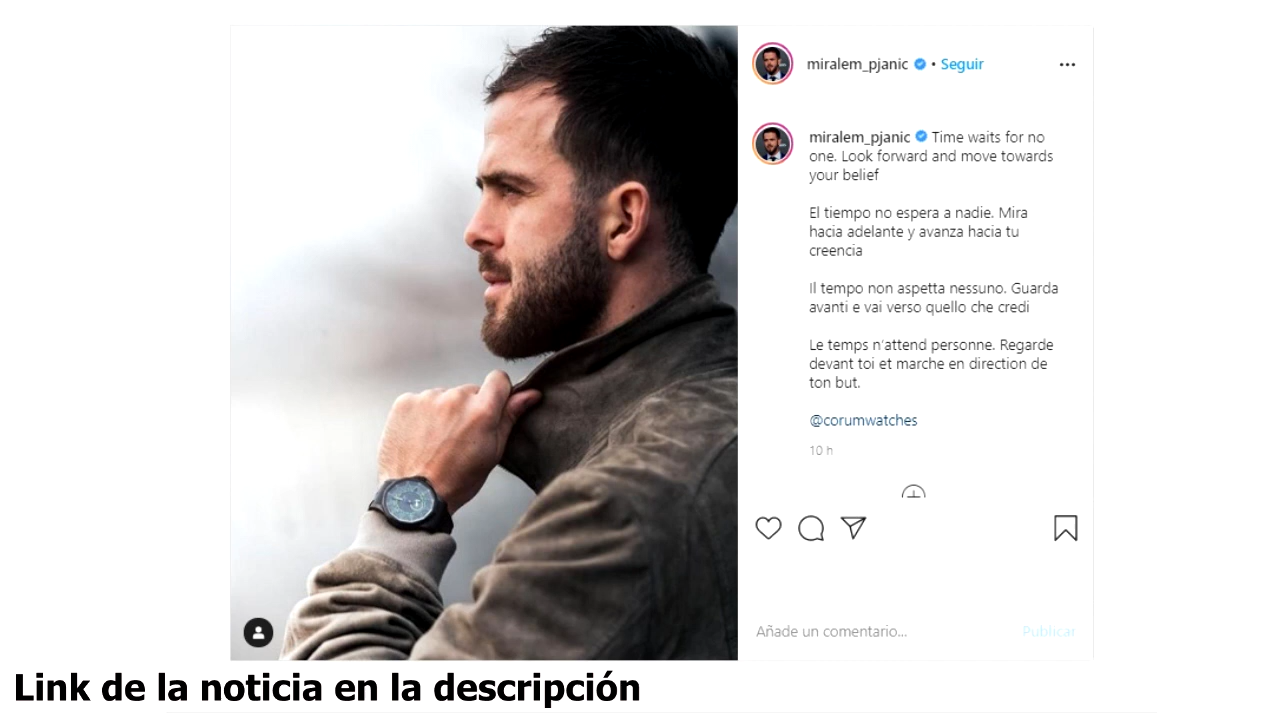 miralem_pjanic • Seguir
miralem_pjanic Time waits for no
one. Look forward and move towards
your belief
El tiempo no espera a nadie. Mira
hacia adelante y avanza hacia tu
creencia
Il tempo non aspetta nessuno. Guarda
avanti e vai verso quello che credi
Le temps n'attend personne. Regarde
devant toi et marche en direction de
ton but.
@corumwatches
10 h
Añade un comentario...
Publicar
Link de la noticia en la descripción